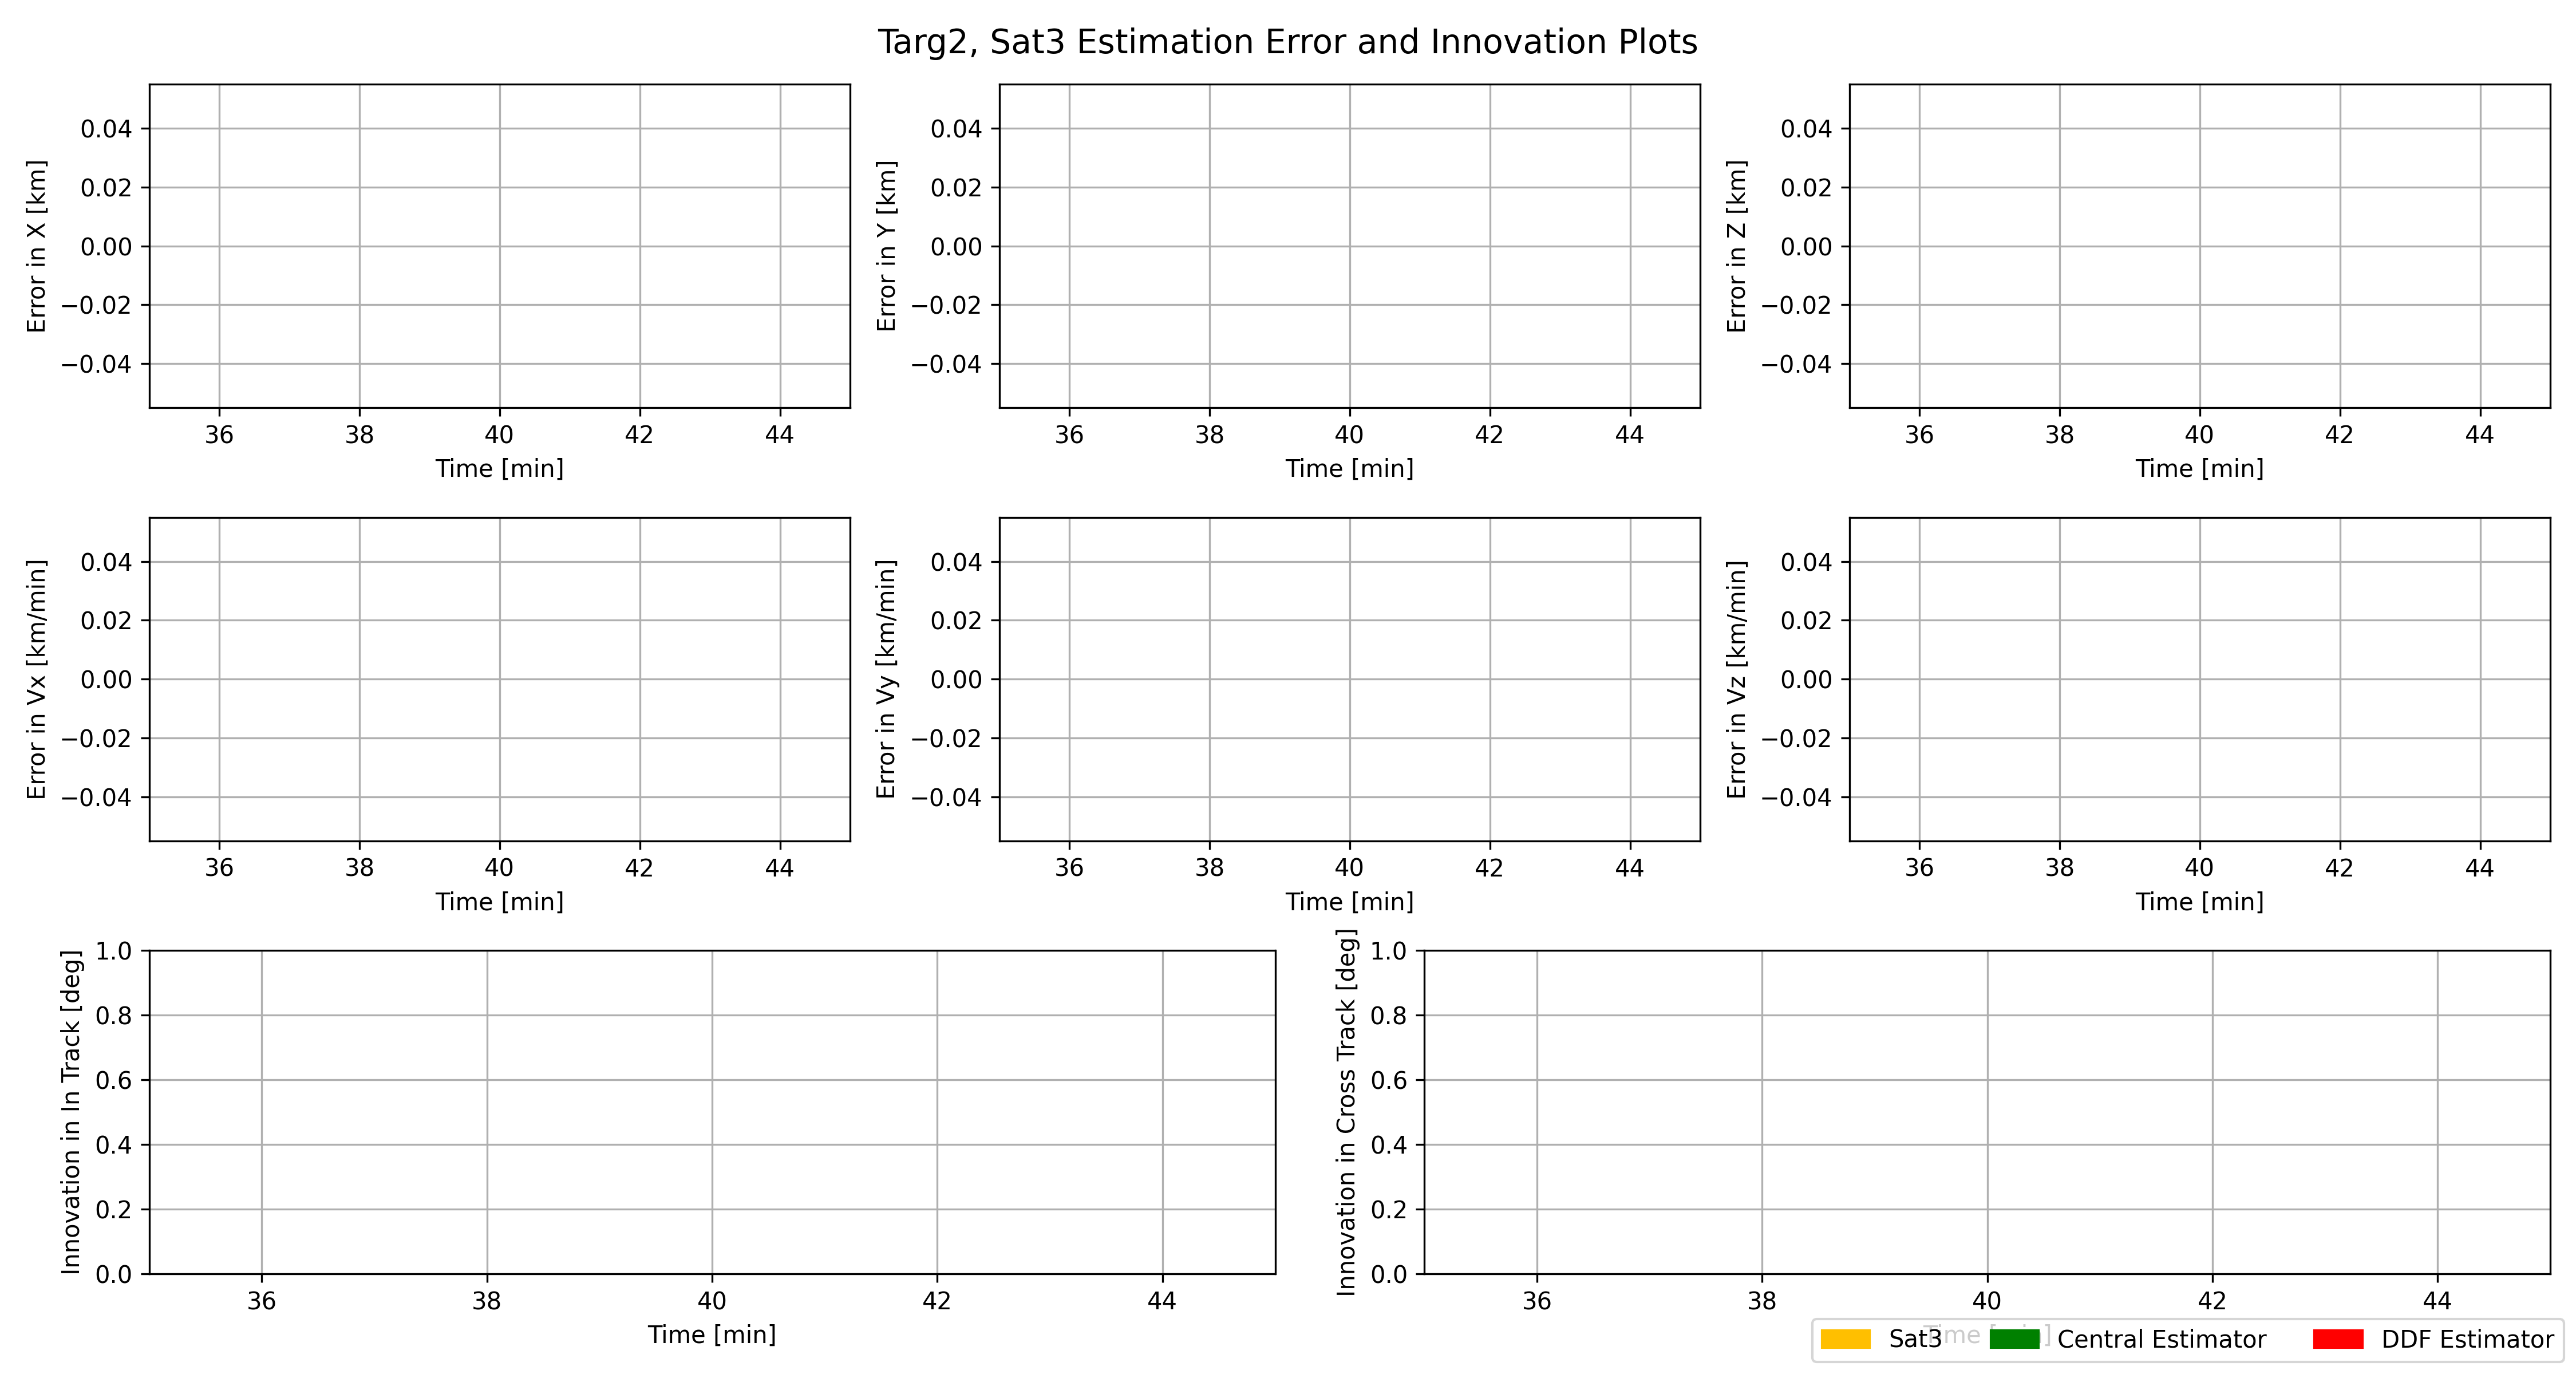 Targ2, Sat3 Estimation Error and Innovation Plots
Error in X [km]
0.04
0.02
0.00
−0.02
−0.04
36 38 40 42 44
Time [min]
Error in Y [km]
0.04
0.02
0.00
−0.02
−0.04
36 38 40 42 44
Time [min]
Error in Z [km]
0.04
0.02
0.00
−0.02
−0.04
36 38 40 42 44
Time [min]
Error in Vx [km/min]
0.04
0.02
0.00
−0.02
−0.04
36 38 40 42 44
Time [min]
Error in Vy [km/min]
0.04
0.02
0.00
−0.02
−0.04
36 38 40 42 44
Time [min]
Error in Vz [km/min]
0.04
0.02
0.00
−0.02
−0.04
36 38 40 42 44
Time [min]
Innovation in In Track [deg]
1.0
0.8
0.6
0.4
0.2
0.0
36 38 40 42 44
Time [min]
Innovation in Cross Track [deg]
1.0
0.8
0.6
0.4
0.2
0.0
36 38 40 42 44
Time [min]
Sat3 Central Estimator DDF Estimator